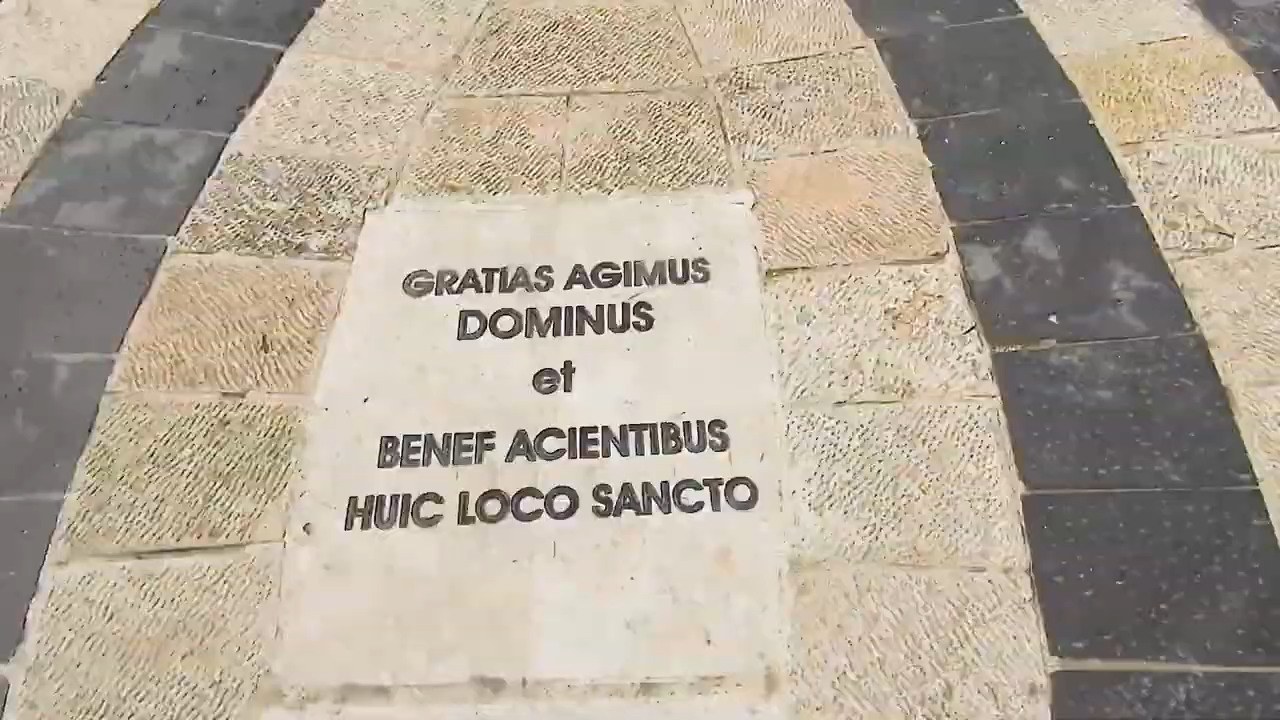 GRATIAS AGIMUS
DOMINUS
et
BENEF ACIENTIBUS
HUIC LOCO SANCTO